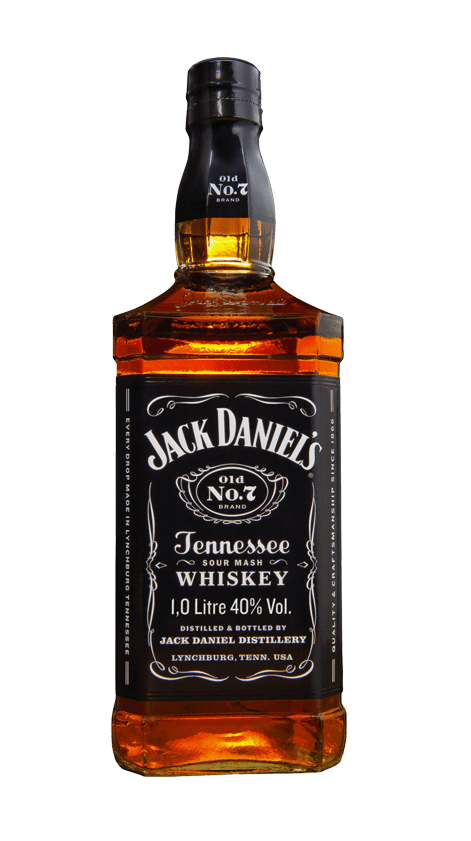 Old
No.7
BRAND
Jack Daniel's
JACK DANIEL'S
®
Old
No.7
BRAND
Tennessee
SOUR MASH
WHISKEY
1,0 Litre 40% Vol.
DISTILLED & BOTTLED BY
JACK DANIEL DISTILLERY
LYNCHBURG, TENN. USA
EVERY DROP MADE IN LYNCHBURG TENNESSEE
QUALITY & CRAFTSMANSHIP SINCE 1866